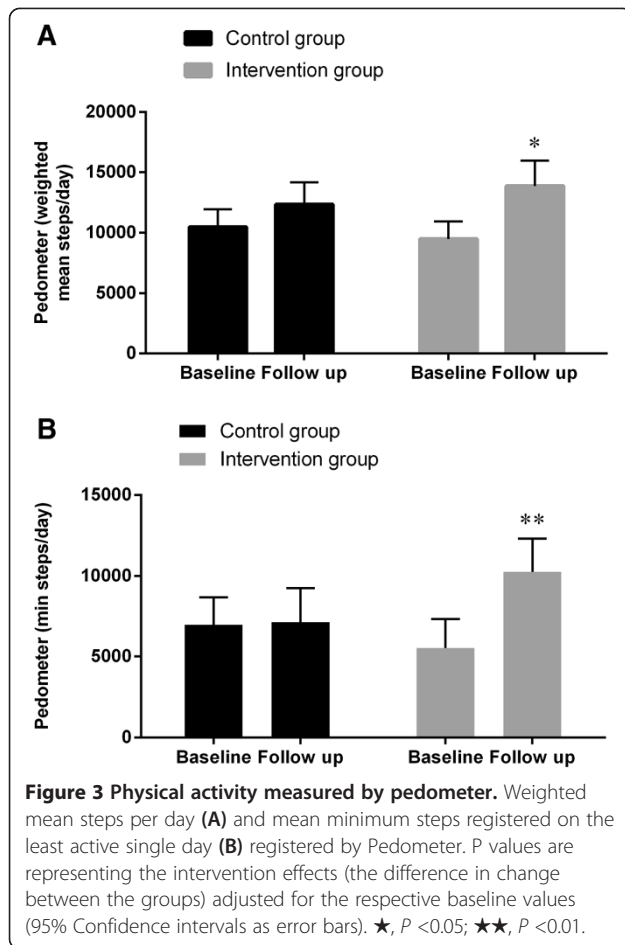 A
Control group
Intervention group
Pedometer (weighted
mean steps/day)
20000
15000
10000
5000
0
*
Baseline Follow up
Baseline Follow up
B
Control group
Intervention group
Pedometer (min steps/day)
15000
10000
5000
0
**
Baseline Follow up
Baseline Follow up
Figure 3 Physical activity measured by pedometer. Weighted
mean steps per day (A) and mean minimum steps registered on the
least active single day (B) registered by Pedometer. P values are
representing the intervention effects (the difference in change
between the groups) adjusted for the respective baseline values
(95% Confidence intervals as error bars). ★, P <0.05; ★★, P <0.01.